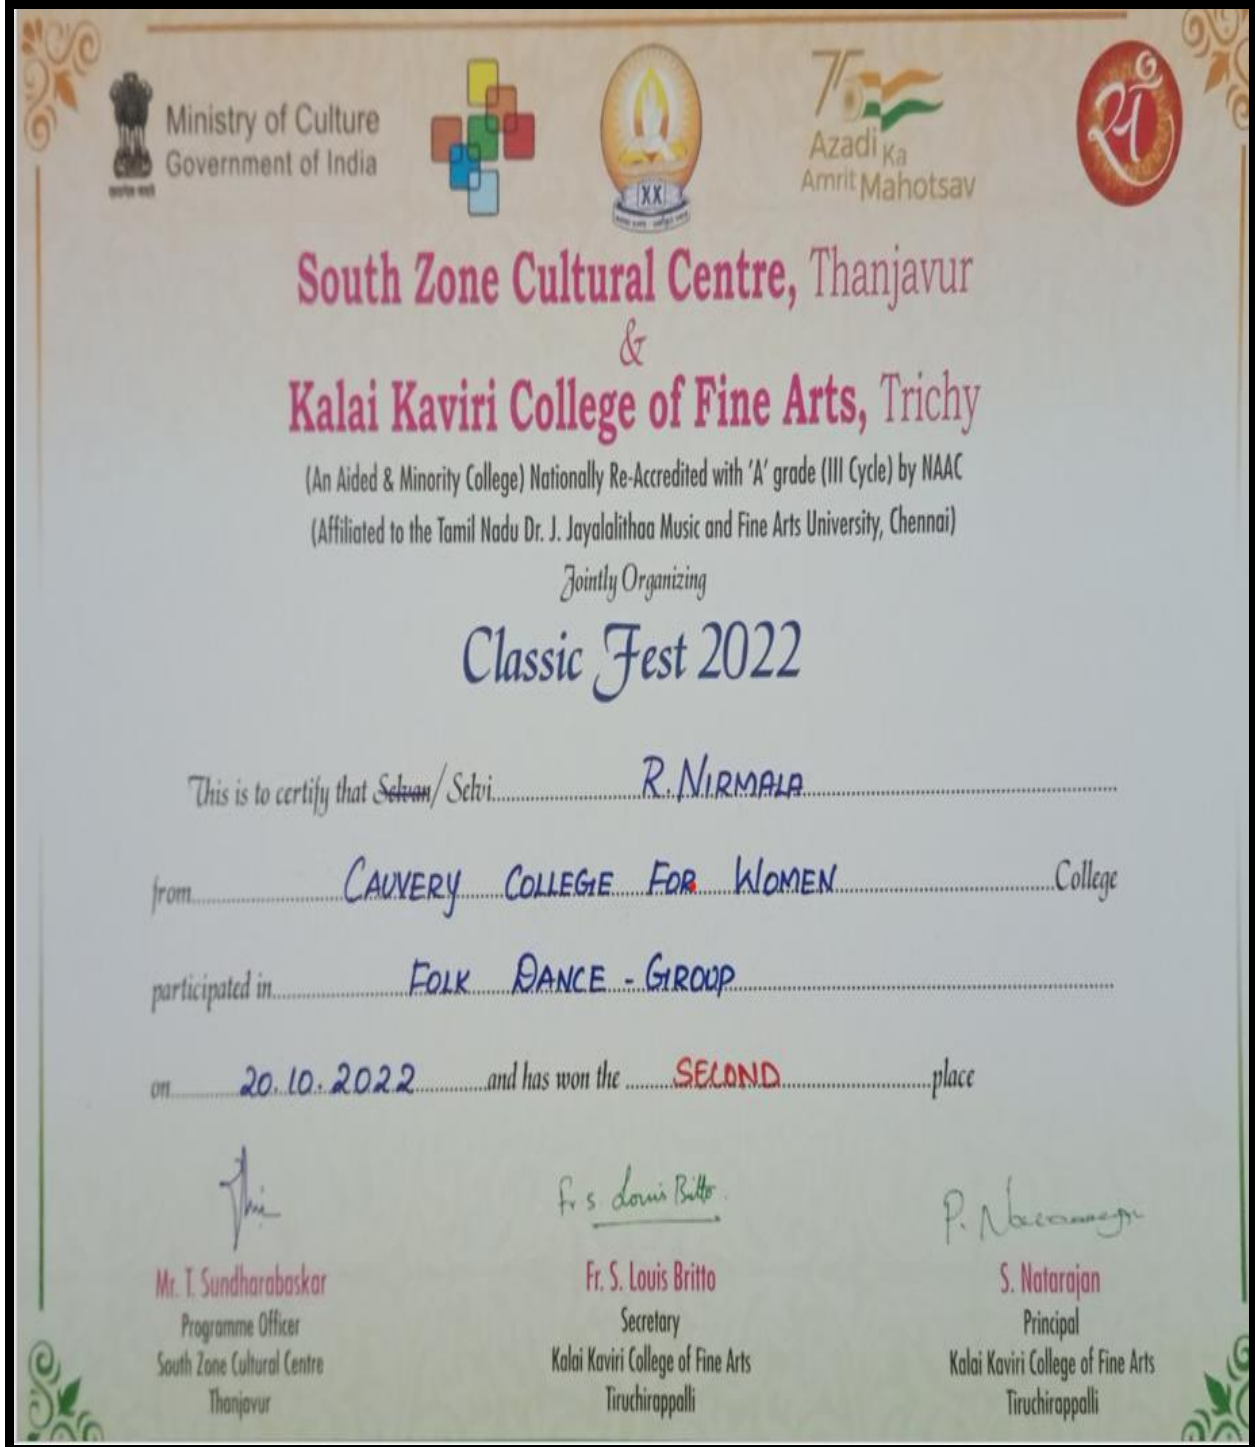 Ministry of Culture
Government of India
75
Azadi Ka
Amrit Mahotsav
XX
South Zone Cultural Centre, Thanjavur
&
Kalai Kaviri College of Fine Arts, Trichy
(An Aided & Minority College) Nationally Re-Accredited with 'A' grade (III Cycle) by NAAC
(Affiliated to the Tamil Nadu Dr. J. Jayalalithaa Music and Fine Arts University, Chennai)
Jointly Organizing
Classic Fest 2022
This is to certify that Selvan/ Selvi R. NIRMALA
from CAUVERY COLLEGE FOR WOMEN College
participated in FOLK DANCE - GROUP
on 20.10.2022 and has won the SECOND place
Fr S Louis Britto
Mr. T. Sundharabaskar Fr. S. Louis Britto S. Natarajan
Programme Officer Secretary Principal
South Zone Cultural Centre Kalai Kaviri College of Fine Arts Kalai Kaviri College of Fine Arts
Thanjavur Tiruchirappalli Tiruchirappalli